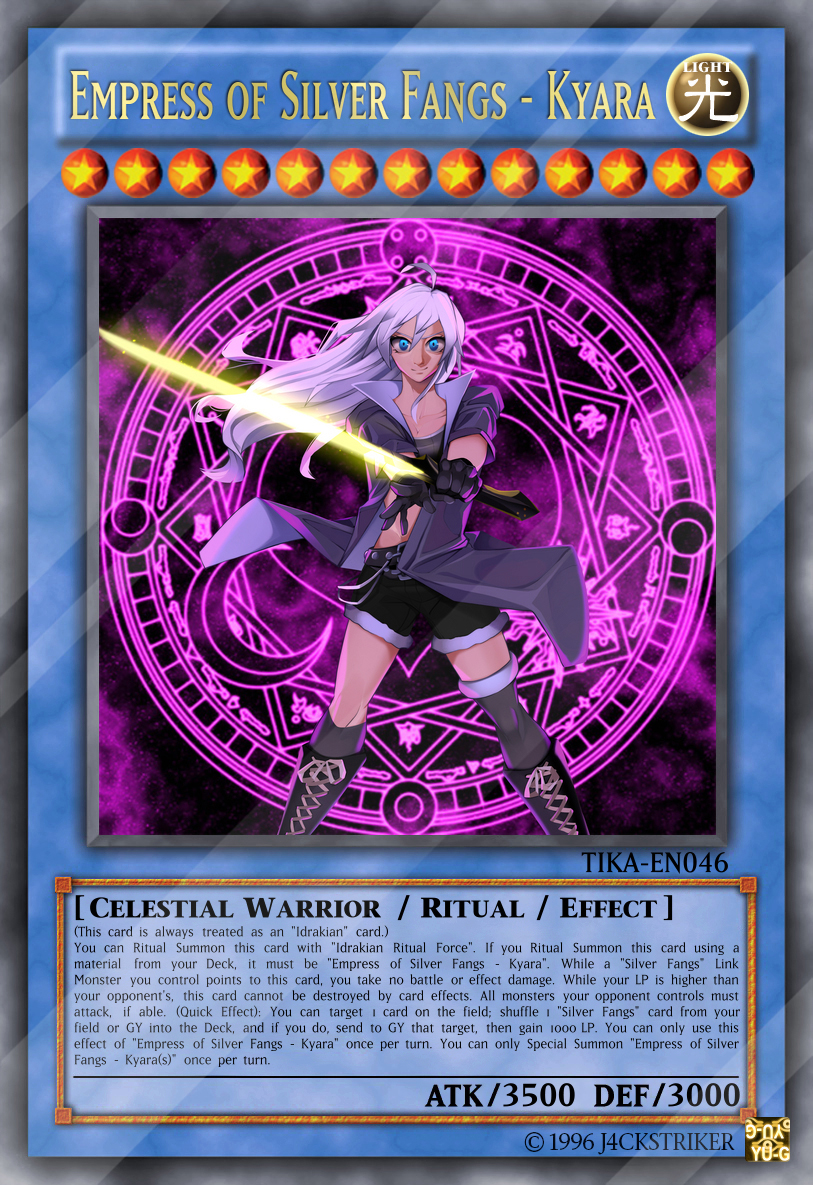 EMPRESS OF SILVER FANGS - KYARA
LIGHT
光
TIKA-EN046
[ CELESTIAL WARRIOR / RITUAL / EFFECT ]
(This card is always treated as an "Idrakian" card.)
You can Ritual Summon this card with "Idrakian Ritual Force". If you Ritual Summon this card using a
material from your Deck, it must be "Empress of Silver Fangs - Kyara". While a "Silver Fangs" Link
Monster you control points to this card, you take no battle or effect damage. While your LP is higher than
your opponent's, this card cannot be destroyed by card effects. All monsters your opponent controls must
attack, if able. (Quick Effect): You can target 1 card on the field; shuffle 1 "Silver Fangs" card from your
field or GY into the Deck, and if you do, send to GY that target, then gain 1000 LP. You can only use this
effect of "Empress of Silver Fangs - Kyara" once per turn. You can only Special Summon "Empress of Silver
Fangs - Kyara(s)" once per turn.
ATK/3500 DEF/3000
© 1996 J4CKSTRIKER